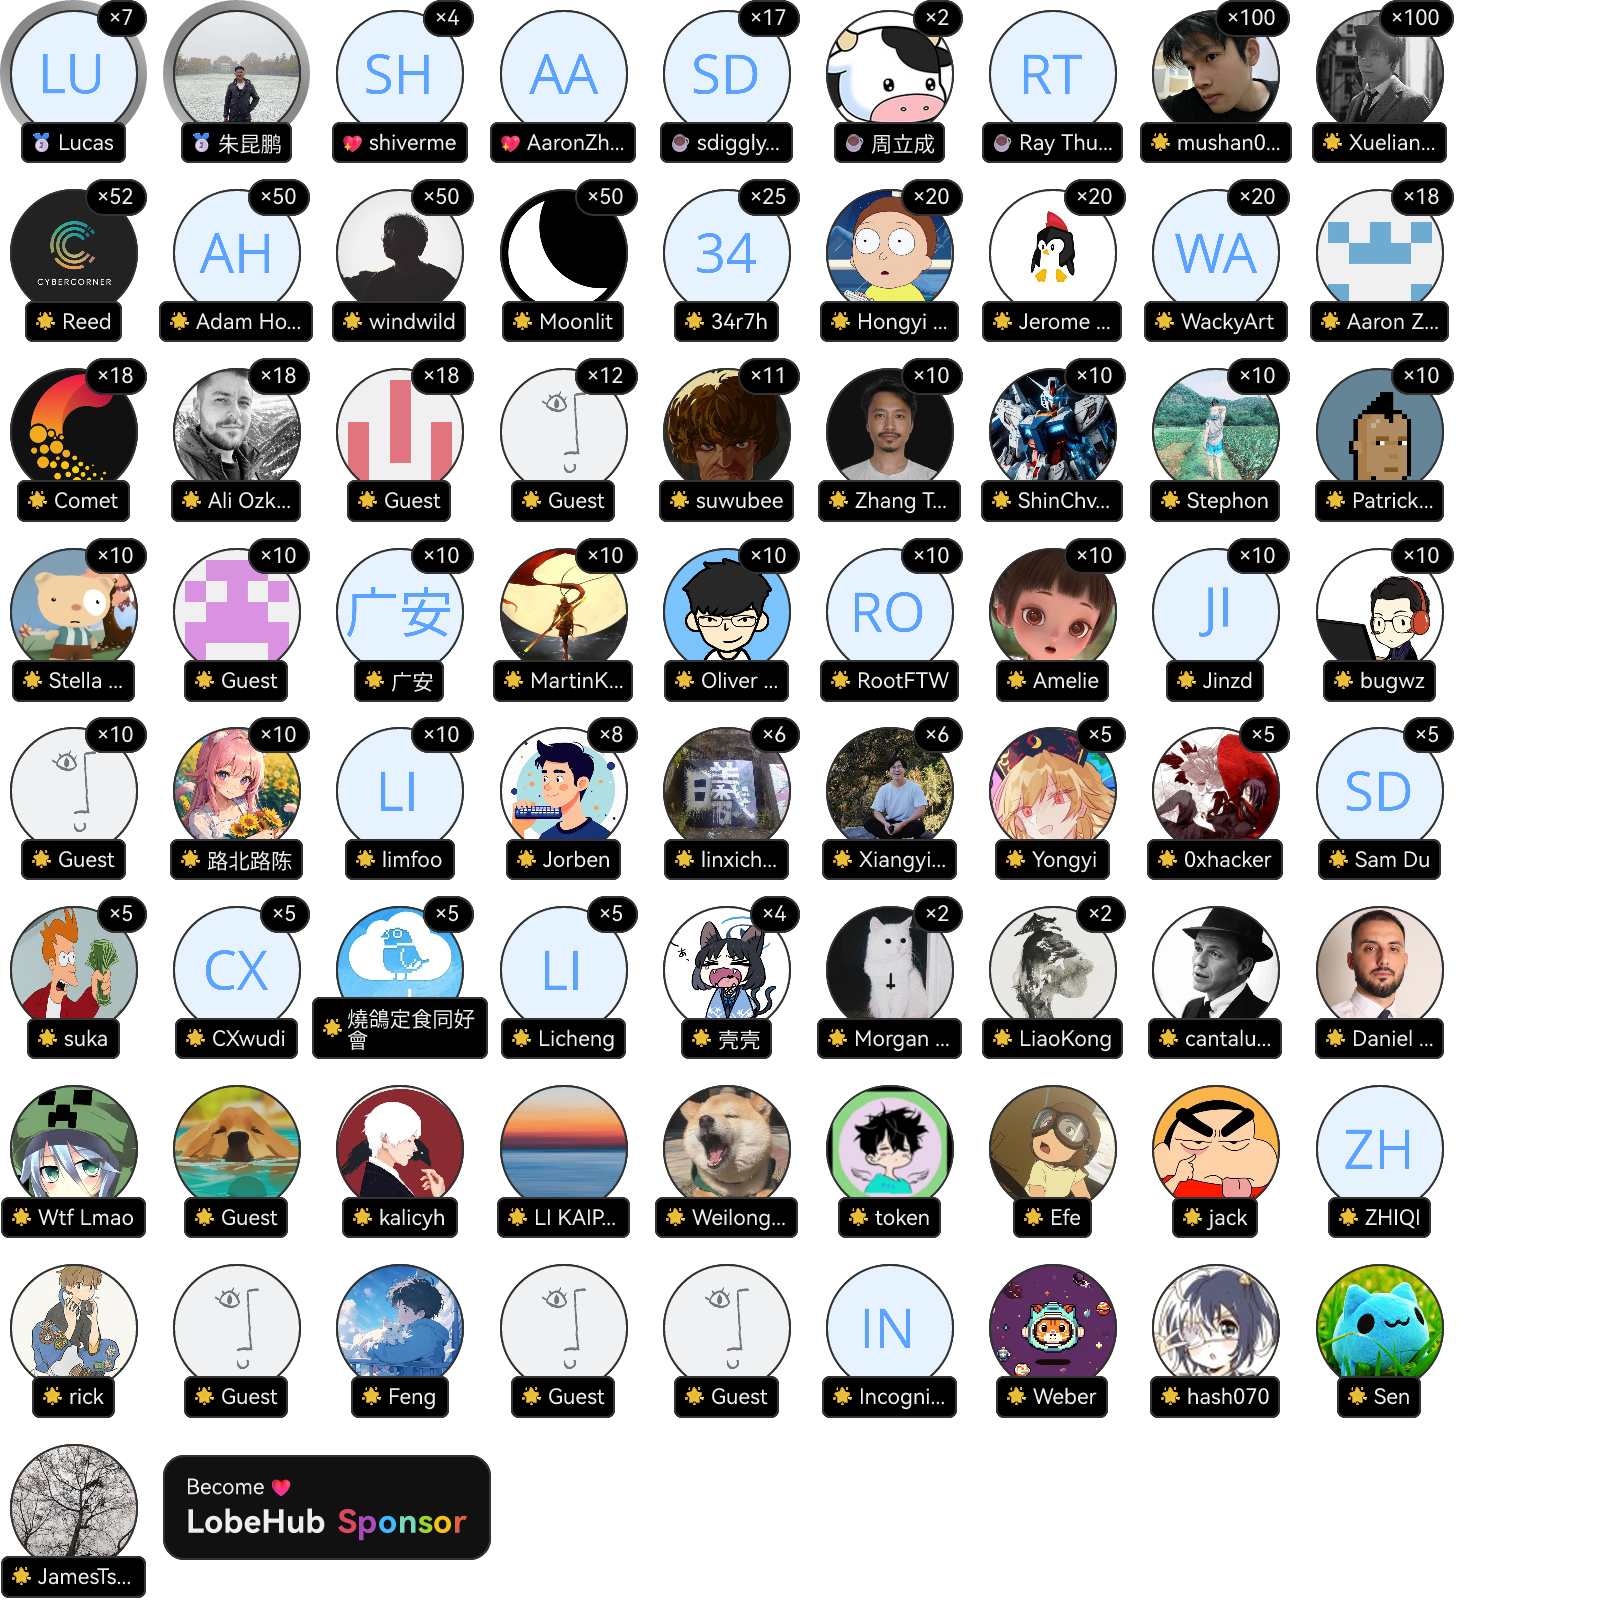 LU
×7
Lucas
朱昆鹏
SH
×4
shiverme
AA
AaronZh...
SD
×17
sdiggly...
×2
周立成
RT
Ray Thu...
×100
mushan0...
×100
Xuelian...
CYBERCORNER
×52
Reed
AH
×50
Adam Ho...
×50
windwild
×50
Moonlit
34
×25
34r7h
×20
Hongyi ...
×20
Jerome ...
WA
×20
WackyArt
×18
Aaron Z...
×18
Comet
×18
Ali Ozk...
×18
Guest
×12
Guest
×11
suwubee
×10
Zhang T...
×10
ShinChv...
×10
Stephon
×10
Patrick...
×10
Stella ...
×10
Guest
广安
×10
广安
×10
MartinK...
×10
Oliver ...
RO
×10
RootFTW
×10
Amelie
JI
×10
Jinzd
×10
bugwz
×10
Guest
×10
路北路陈
LI
×10
limfoo
×8
Jorben
×6
linxich...
×6
Xiangyi...
×5
Yongyi
×5
0xhacker
SD
×5
Sam Du
×5
suka
CX
×5
CXwudi
×5
燒鴿定食同好
會
LI
×5
Licheng
×4
壳壳
×2
Morgan ...
×2
LiaoKong
cantalu...
Daniel ...
Wtf Lmao
Guest
kalicyh
LI KAIP...
Weilong...
token
Efe
jack
ZH
ZHIQI
rick
Guest
Feng
Guest
Guest
IN
Incogni...
Weber
hash070
Sen
JamesTs...
Become
LobeHub Sponsor